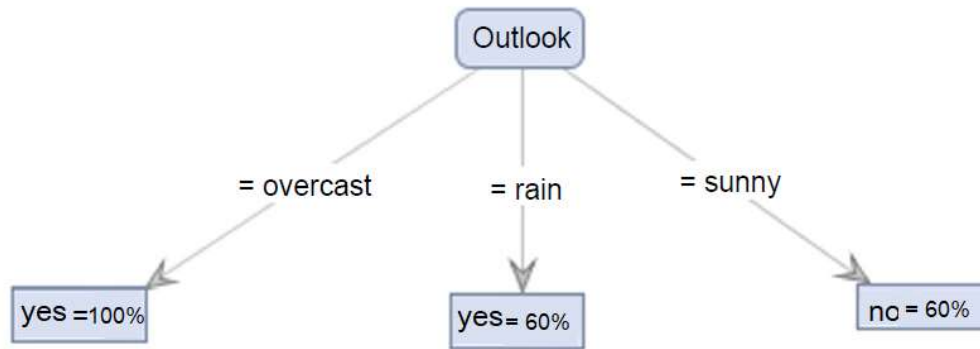 Outlook
= overcast
= rain
= sunny
yes =100%
yes = 60%
no = 60%